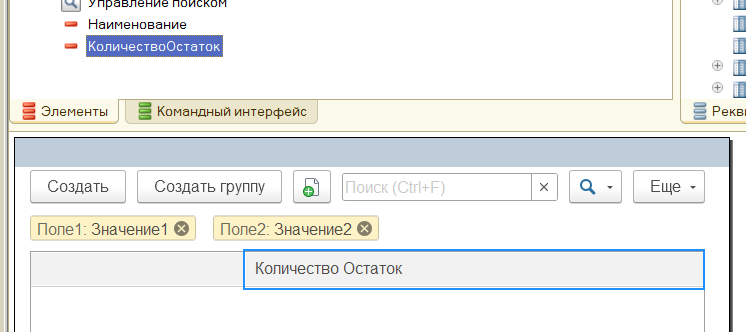 Управление поиском
Наименование
КоличествоОстаток
Элементы
Командный интерфейс
Рекви
Создать
Создать группу
Поиск (Ctrl+F)
Еще
Поле1: Значение1
Поле2: Значение2
Количество Остаток